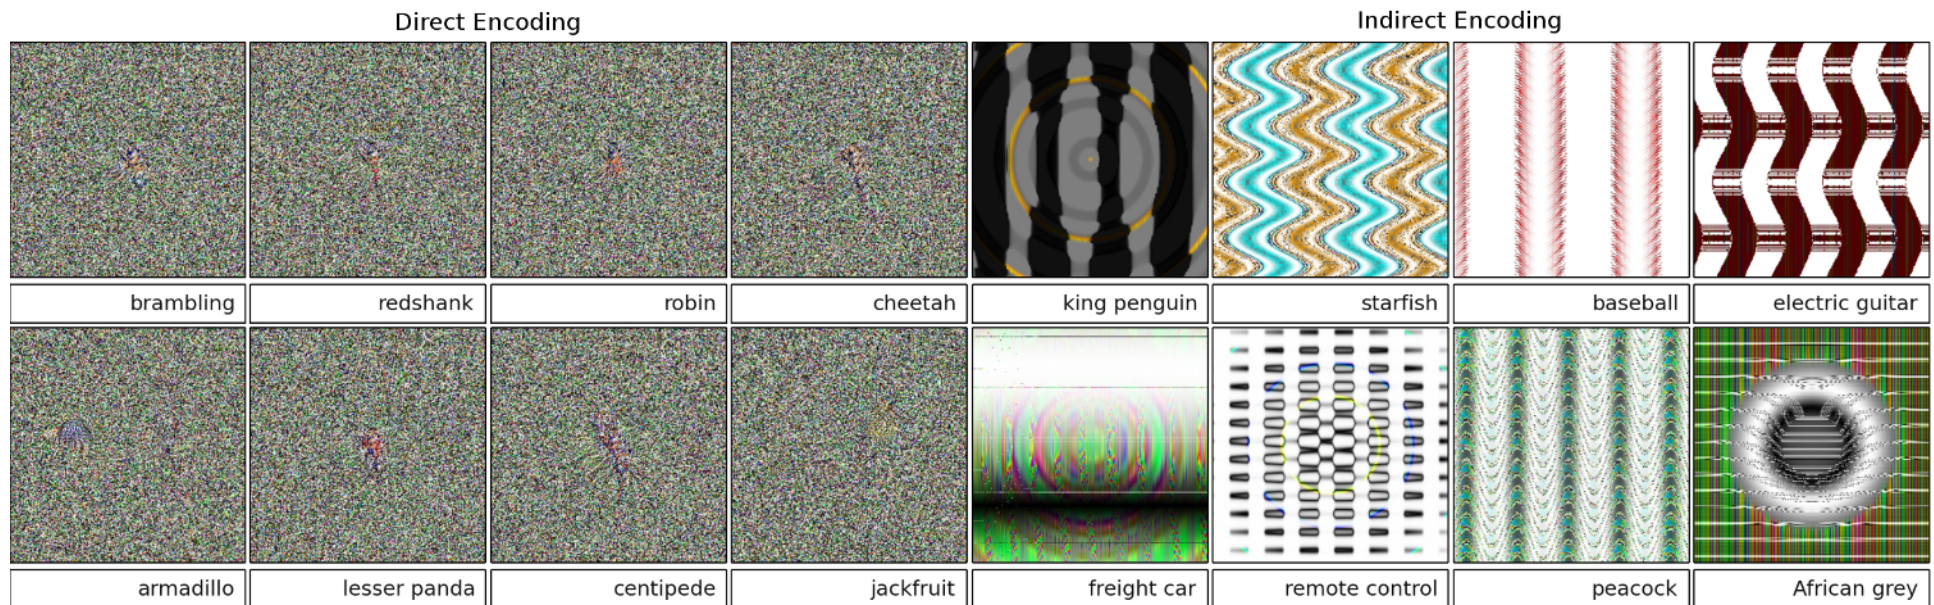 Direct Encoding
Indirect Encoding
brambling
redshank
robin
cheetah
king penguin
starfish
baseball
electric guitar
armadillo
lesser panda
centipede
jackfruit
freight car
remote control
peacock
African grey